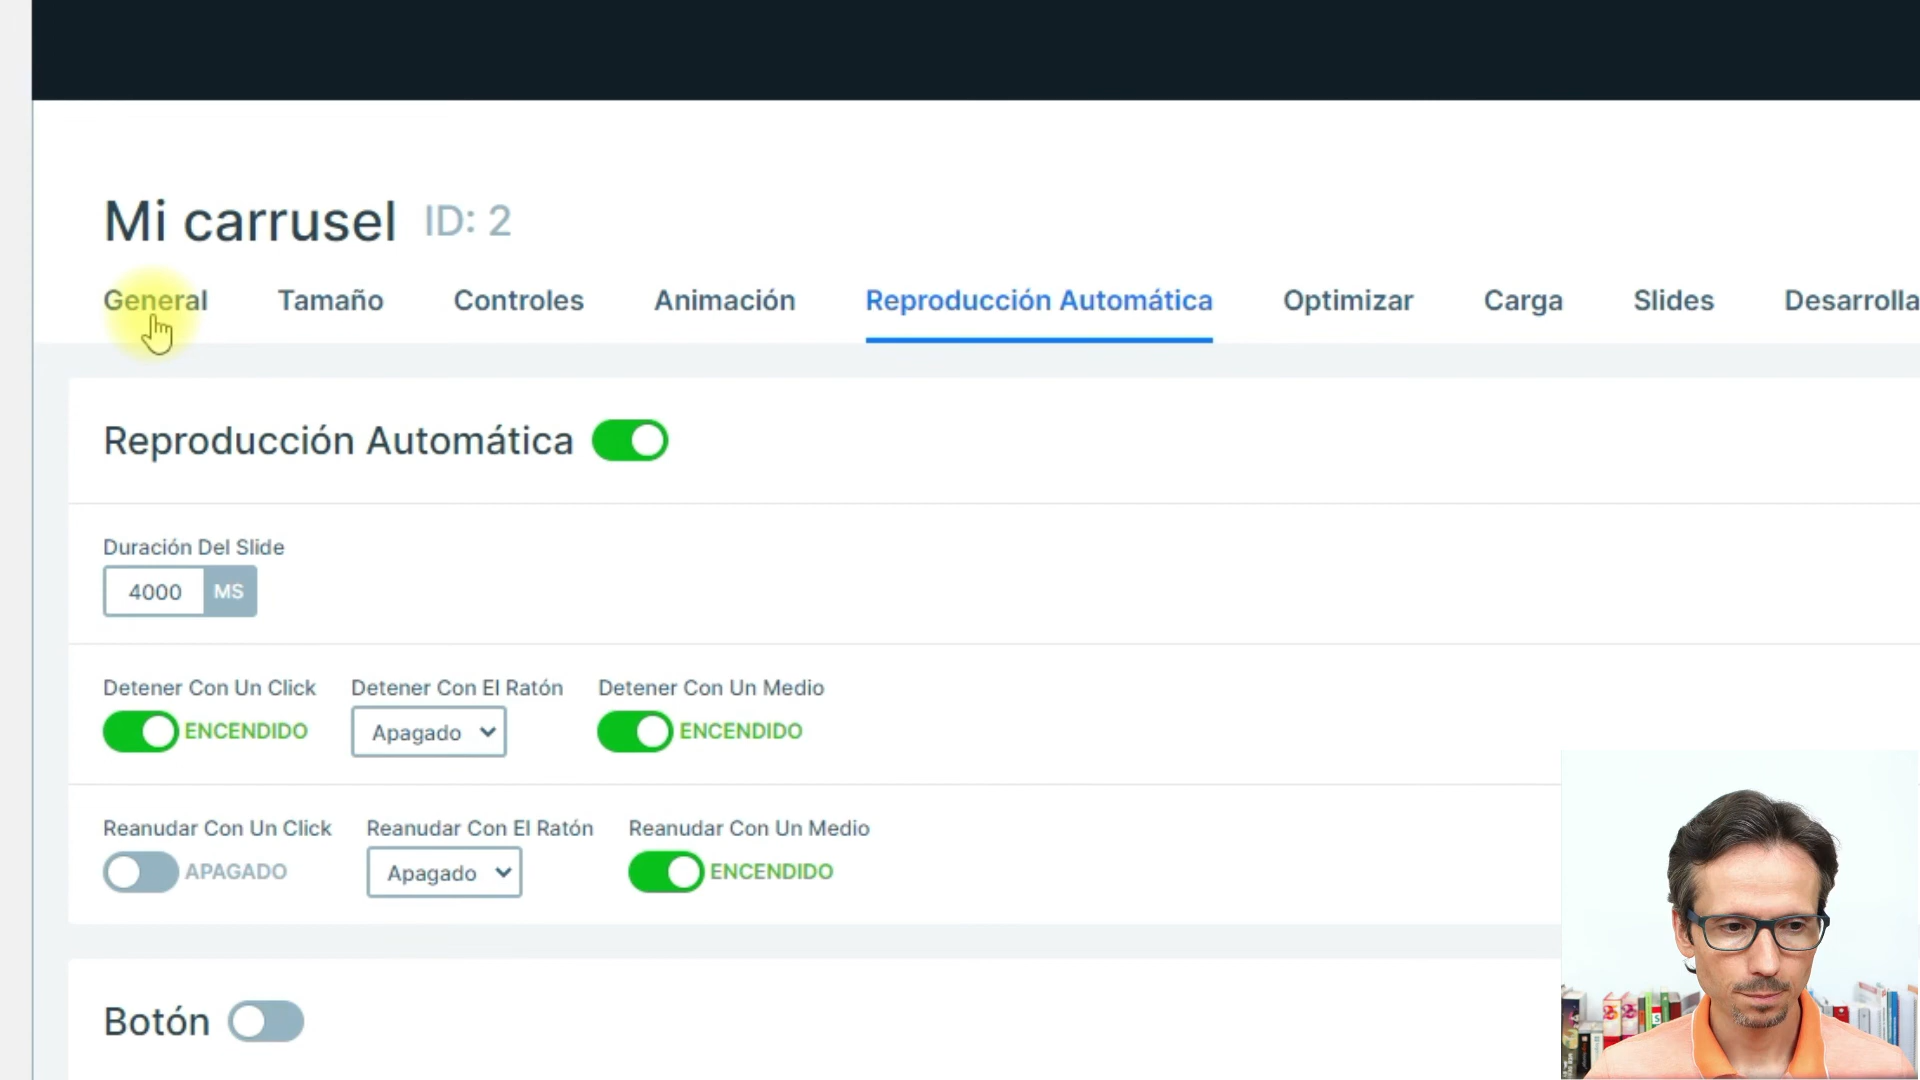 Mi carrusel ID: 2
General Tamaño Controles Animación Reproducción Automática Optimizar Carga Slides Desarrolla
Reproducción Automática
Duración Del Slide
4000 MS
Detener Con Un Click Detener Con El Ratón Detener Con Un Medio
ENCENDIDO Apagado ENCENDIDO
Reanudar Con Un Click Reanudar Con El Ratón Reanudar Con Un Medio
APAGADO Apagado ENCENDIDO
Botón